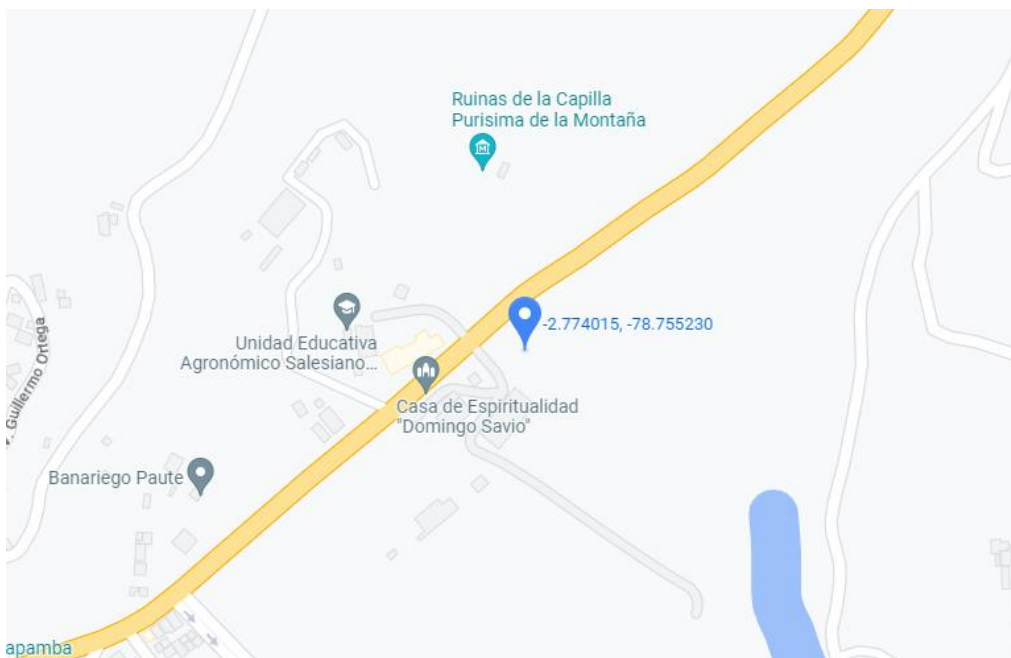 Ruinas de la Capilla
Purisima de la Montaña
-2.774015, -78.755230
Unidad Educativa
Agronómico Salesiano...
. Guillermo Ortega
Casa de Espiritualidad
"Domingo Savio"
Banariego Paute
apamba